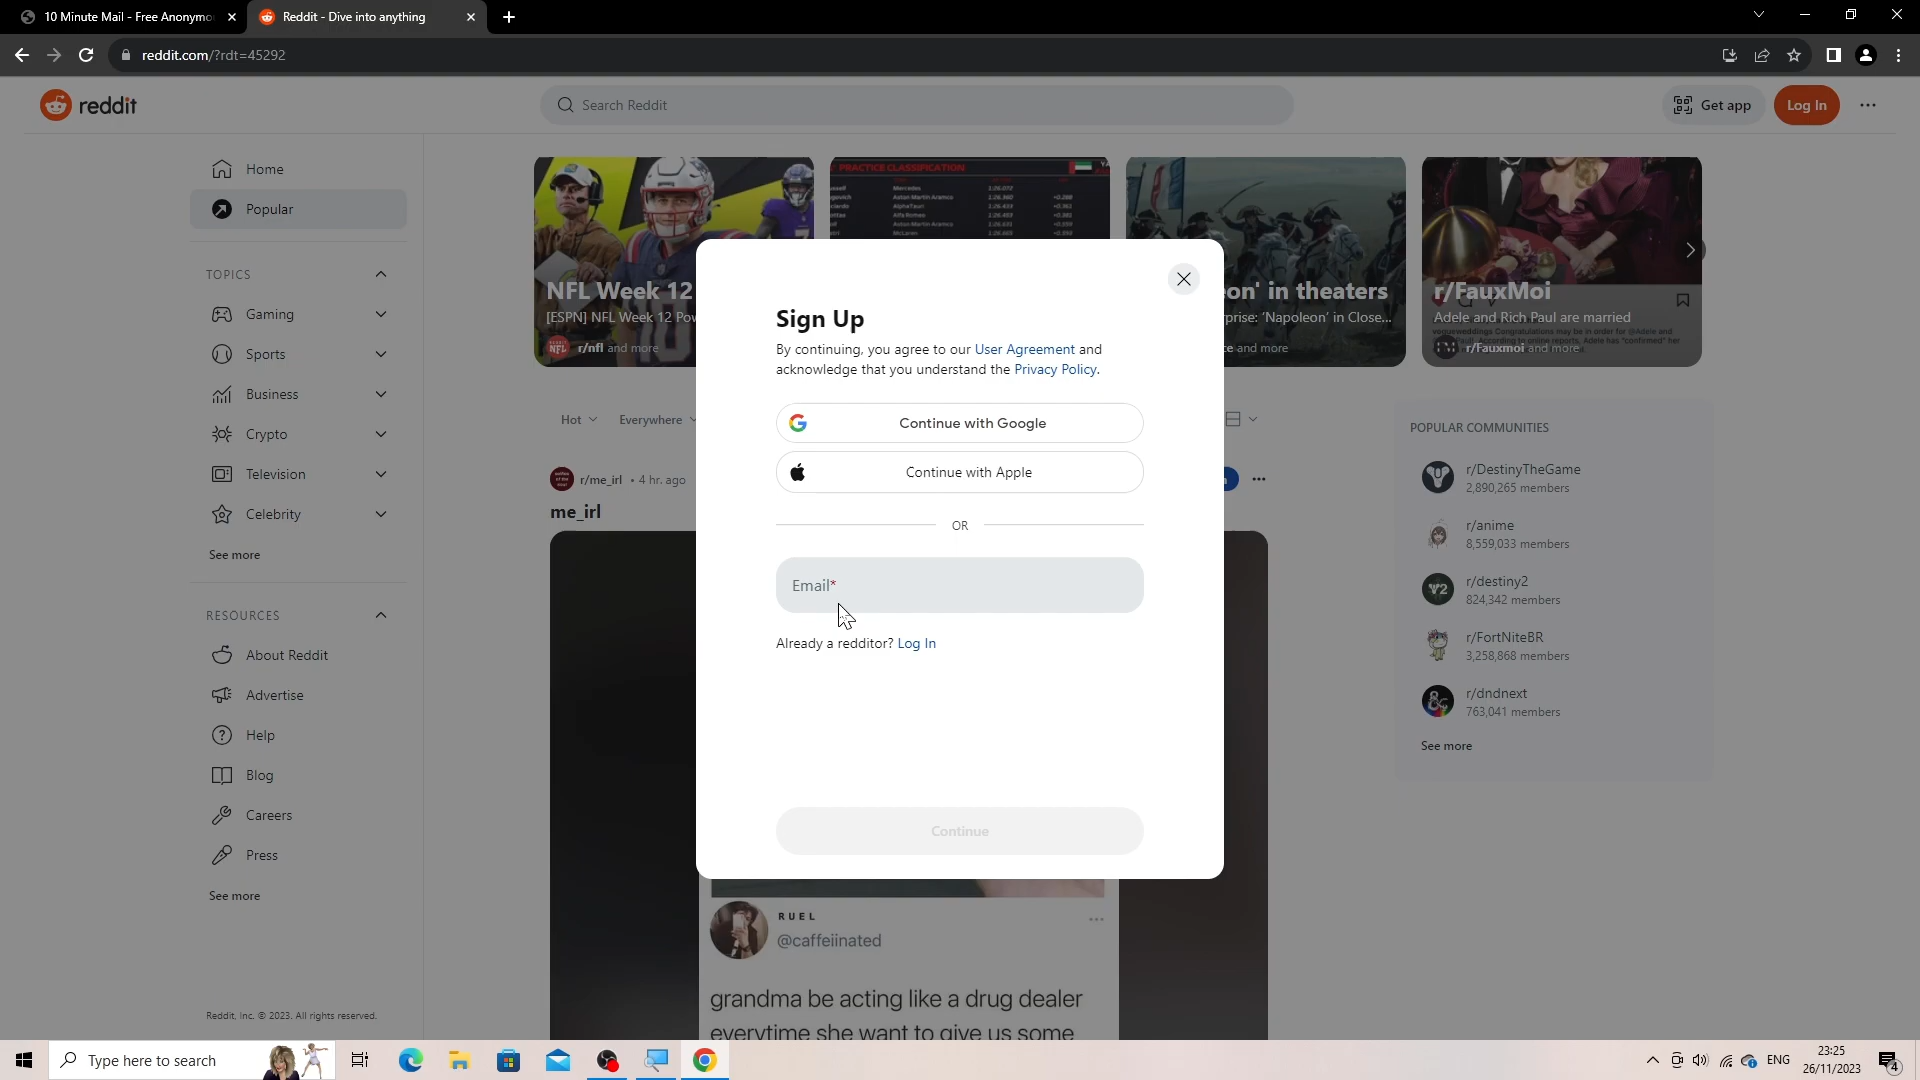 10 Minute Mail - Free Anonymo
Reddit - Dive into anything
reddit.com/?rdt=45292
reddit
Search Reddit
Get app
Log In
Home
Popular
TOPICS
Gaming
Sports
Business
Crypto
Television
Celebrity
See more
RESOURCES
About Reddit
Advertise
Help
Blog
Careers
Press
See more
Reddit, Inc. © 2023. All rights reserved.
PRACTICE CLASSIFICATION
NFL Week 12
[ESPN] NFL Week 12 Pow
r/nfl and more
on' in theaters
rprise: ‘Napoleon’ in Close...
ce and more
r/FauxMoi
Adele and Rich Paul are married
r/Fauxmoi and more
Hot
Everywhere
r/me_irl • 4 hr. ago
me_irl
Sign Up
By continuing, you agree to our User Agreement and
acknowledge that you understand the Privacy Policy.
Continue with Google
Continue with Apple
OR
Email*
Already a redditor? Log In
Continue
RUEL
@caffeiinated
grandma be acting like a drug dealer
everytime she want to give us some
POPULAR COMMUNITIES
r/DestinyTheGame
2,890,265 members
r/anime
8,559,033 members
r/destiny2
824,342 members
r/FortNiteBR
3,258,868 members
r/dndnext
763,041 members
See more
Type here to search
ENG
23:25
26/11/2023
4